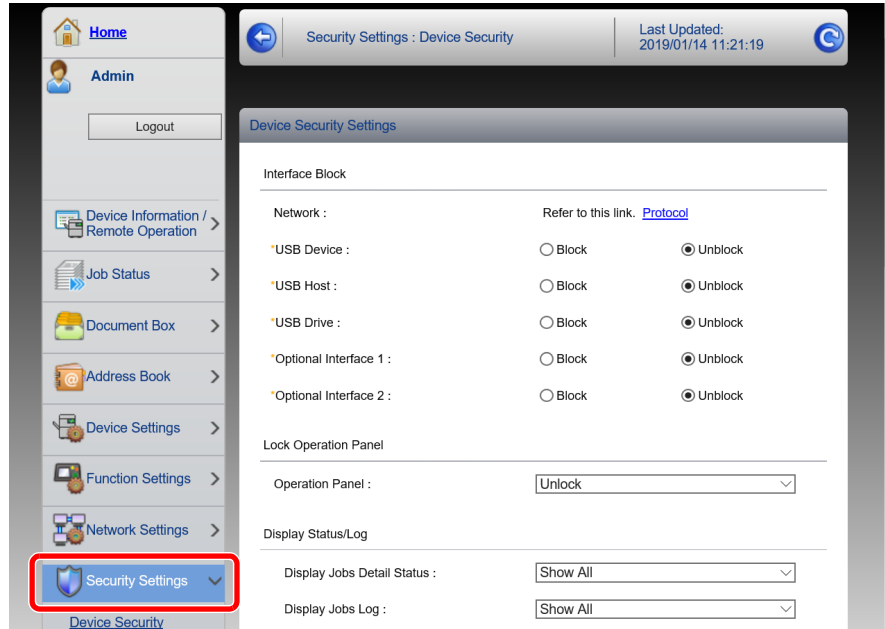 Home
Admin
Logout
Device Information /
Remote Operation
Job Status
Document Box
Address Book
Device Settings
Function Settings
Network Settings
Security Settings
Device Security
Security Settings : Device Security
Last Updated:
2019/01/14 11:21:19
Device Security Settings
Interface Block
Network : Refer to this link. Protocol
*USB Device : Block Unblock
*USB Host : Block Unblock
*USB Drive : Block Unblock
*Optional Interface 1 : Block Unblock
*Optional Interface 2 : Block Unblock
Lock Operation Panel
Operation Panel : Unlock
Display Status/Log
Display Jobs Detail Status : Show All
Display Jobs Log : Show All